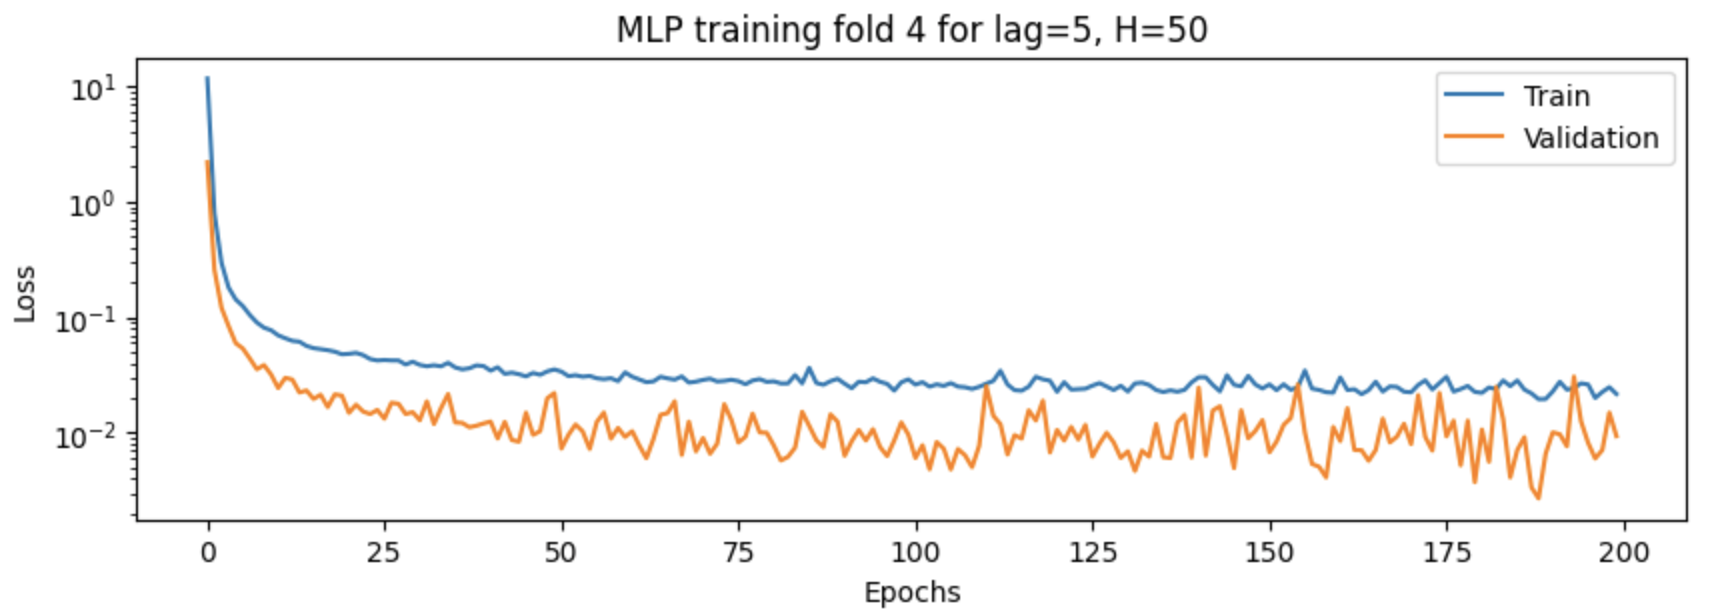 MLP training fold 4 for lag=5, H=50
10¹
10⁰
10⁻¹
10⁻²
Loss
Train
Validation
0 25 50 75 100 125 150 175 200
Epochs